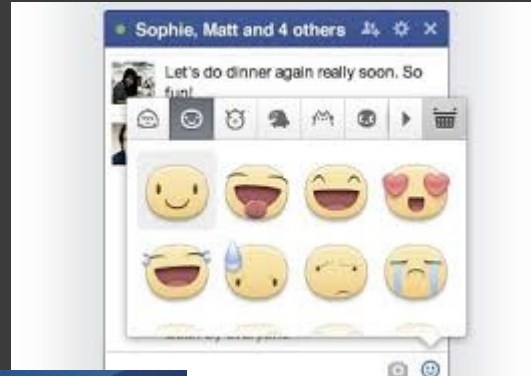 Sophie, Matt and 4 others
Let's do dinner again really soon. So
fun!